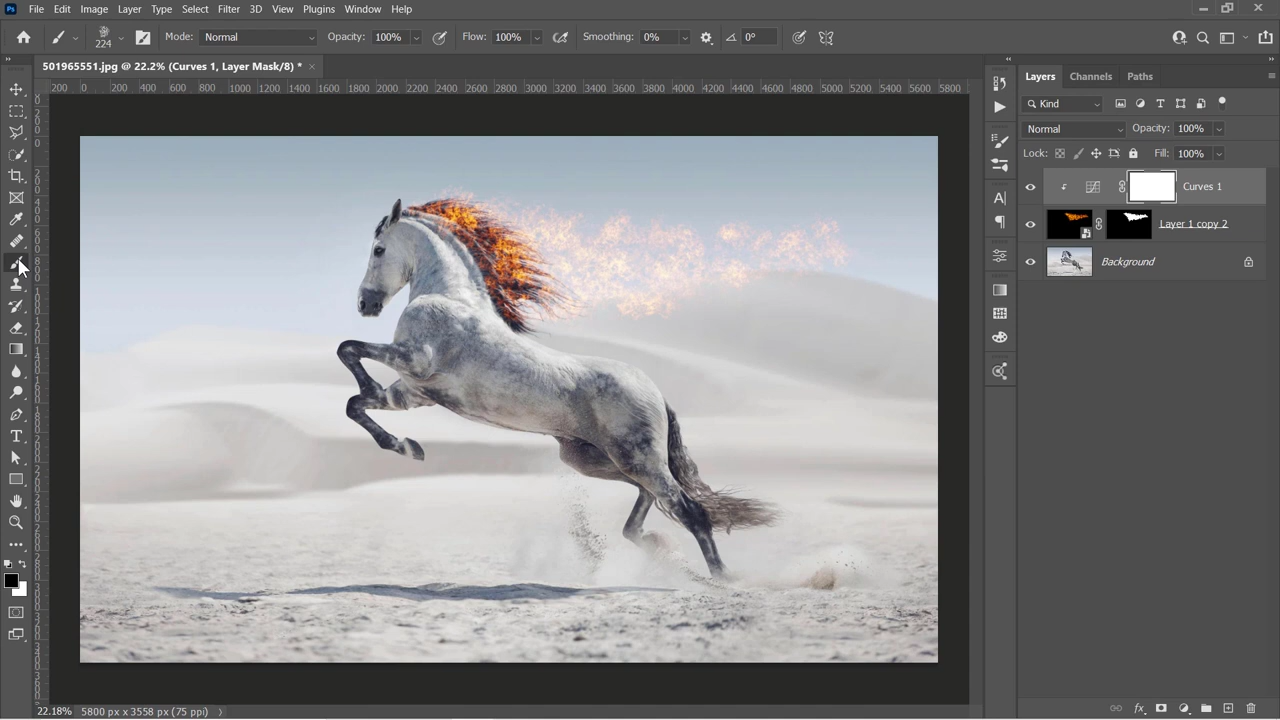 Ps File Edit Image Layer Type Select Filter 3D View Plugins Window Help
224 Mode: Normal Opacity: 100% Flow: 100% Smoothing: 0% 0°
501965551.jpg @ 22.2% (Curves 1, Layer Mask/8) * ×
200 0 200 400 600 800 1000 1200 1400 1600 1800 2000 2200 2400 2600 2800 3000 3200 3400 3600 3800 4000 4200 4400 4600 4800 5000 5200 5400 5600 5800
Layers Channels Paths
Kind
Normal Opacity: 100%
Lock: Fill: 100%
Curves 1
Layer 1 copy 2
Background
22.18% 5800 px x 3558 px (75 ppi)